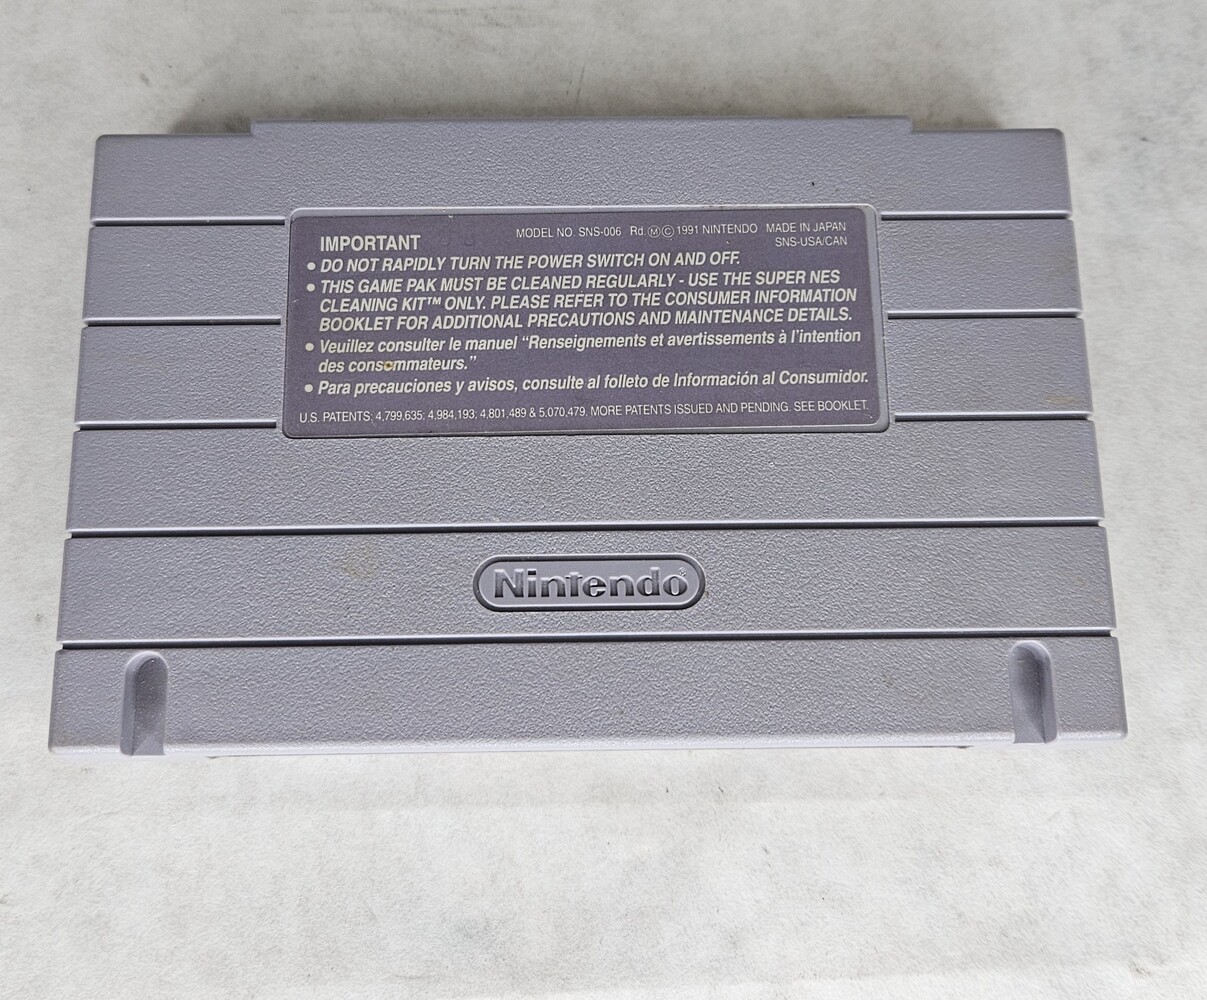 IMPORTANT
MODEL NO. SNS-006 Rd.ⓂⒸ1991 NINTENDO MADE IN JAPAN
SNS-USA/CAN
• DO NOT RAPIDLY TURN THE POWER SWITCH ON AND OFF.
• THIS GAME PAK MUST BE CLEANED REGULARLY - USE THE SUPER NES
CLEANING KIT™ ONLY. PLEASE REFER TO THE CONSUMER INFORMATION
BOOKLET FOR ADDITIONAL PRECAUTIONS AND MAINTENANCE DETAILS.
• Veuillez consulter le manuel “Renseignements et avertissements à l’intention
des consommateurs.”
• Para precauciones y avisos, consulte al folleto de Información al Consumidor.
U.S. PATENTS; 4,799,635; 4,984,193; 4,801,489 & 5,070,479, MORE PATENTS ISSUED AND PENDING. SEE BOOKLET.
Nintendo®